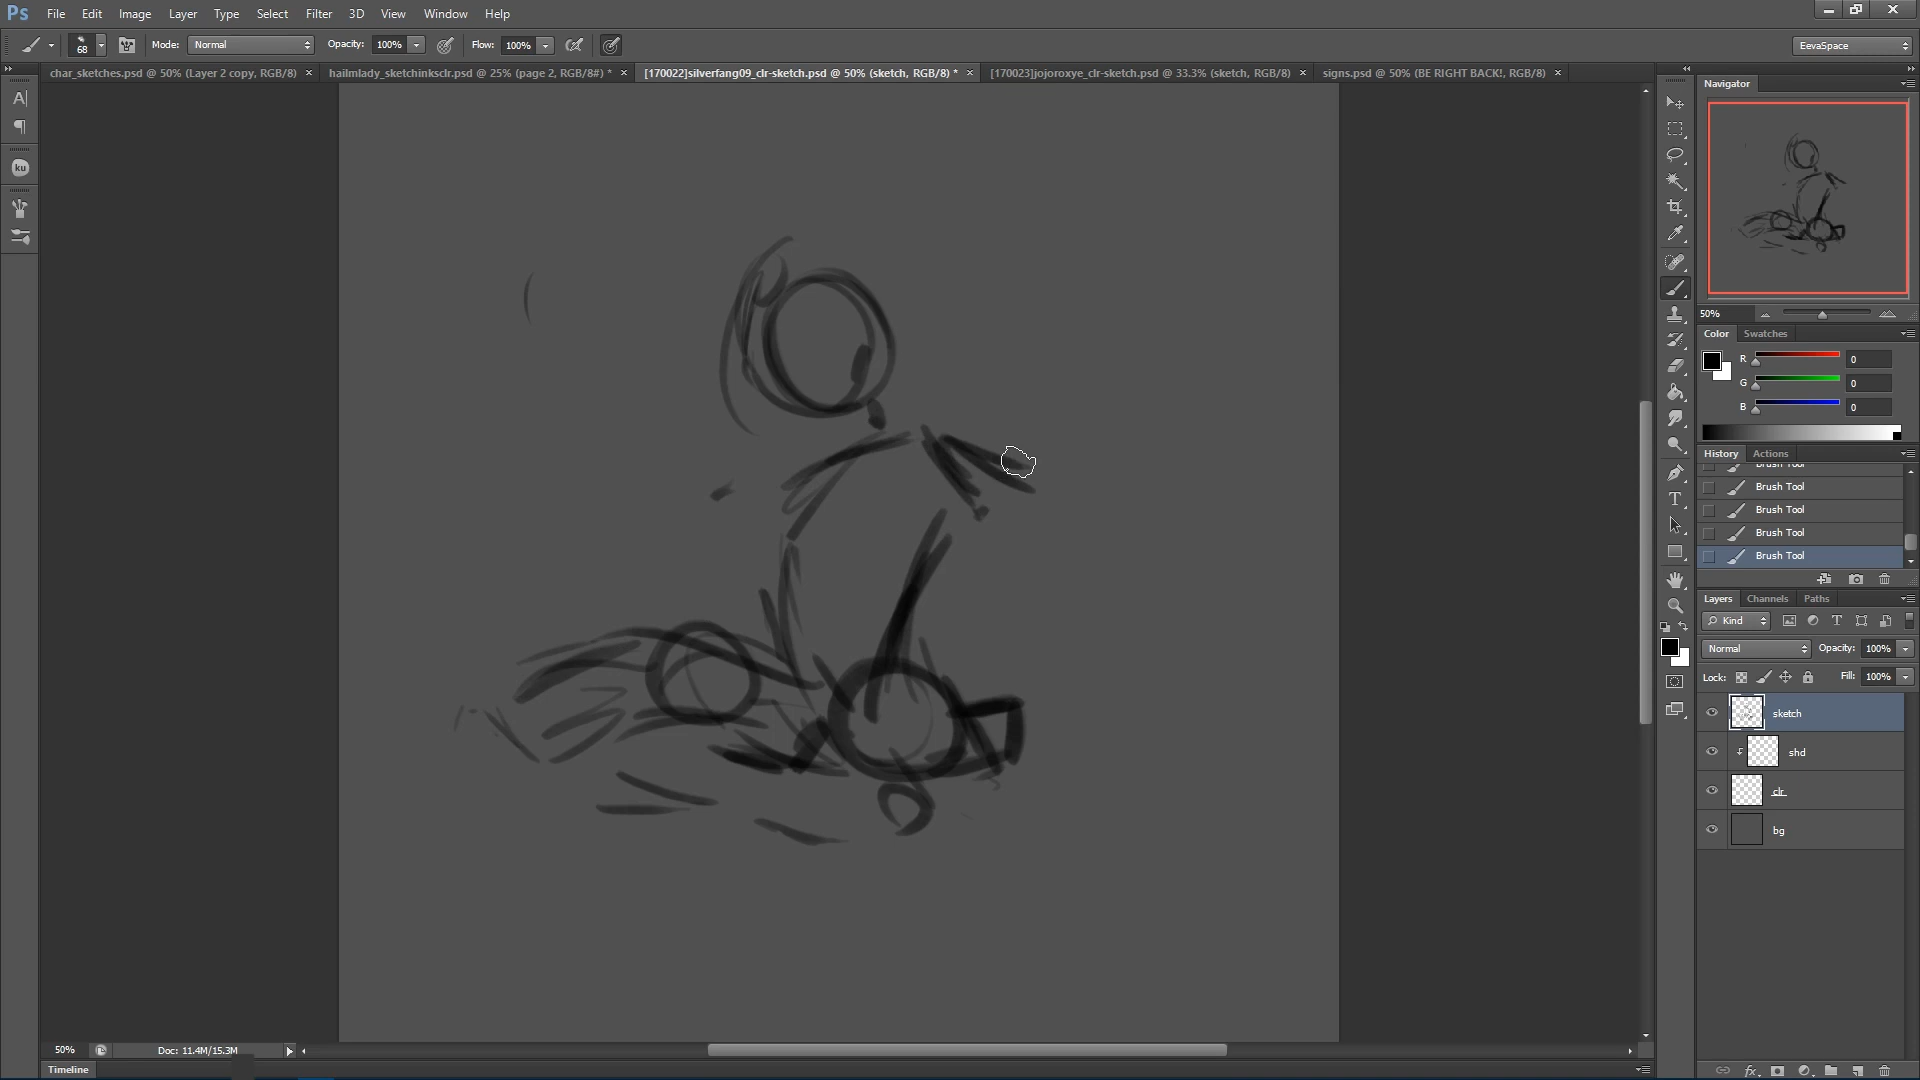 Ps File Edit Image Layer Type Select Filter 3D View Window Help
68 Mode: Normal Opacity: 100% Flow: 100% EevaSpace
char_sketches.psd @ 50% (Layer 2 copy, RGB/8) × hailmlady_sketchinksclr.psd @ 25% (page 2, RGB/8#) * × [170022]silverfang09_clr-sketch.psd @ 50% (sketch, RGB/8) * × [170023]jojoroxye_clr-sketch.psd @ 33.3% (sketch, RGB/8) × signs.psd @ 50% (BE RIGHT BACK!, RGB/8) ×
A
ku
T
Navigator
50%
Color Swatches
R 0
G 0
B 0
History Actions
Brush Tool
Brush Tool
Brush Tool
Brush Tool
Brush Tool
Layers Channels Paths
Kind T
Normal Opacity: 100%
Lock: Fill: 100%
sketch
shd
clr
bg
fx
50% Doc: 11.4M/15.3M
Timeline